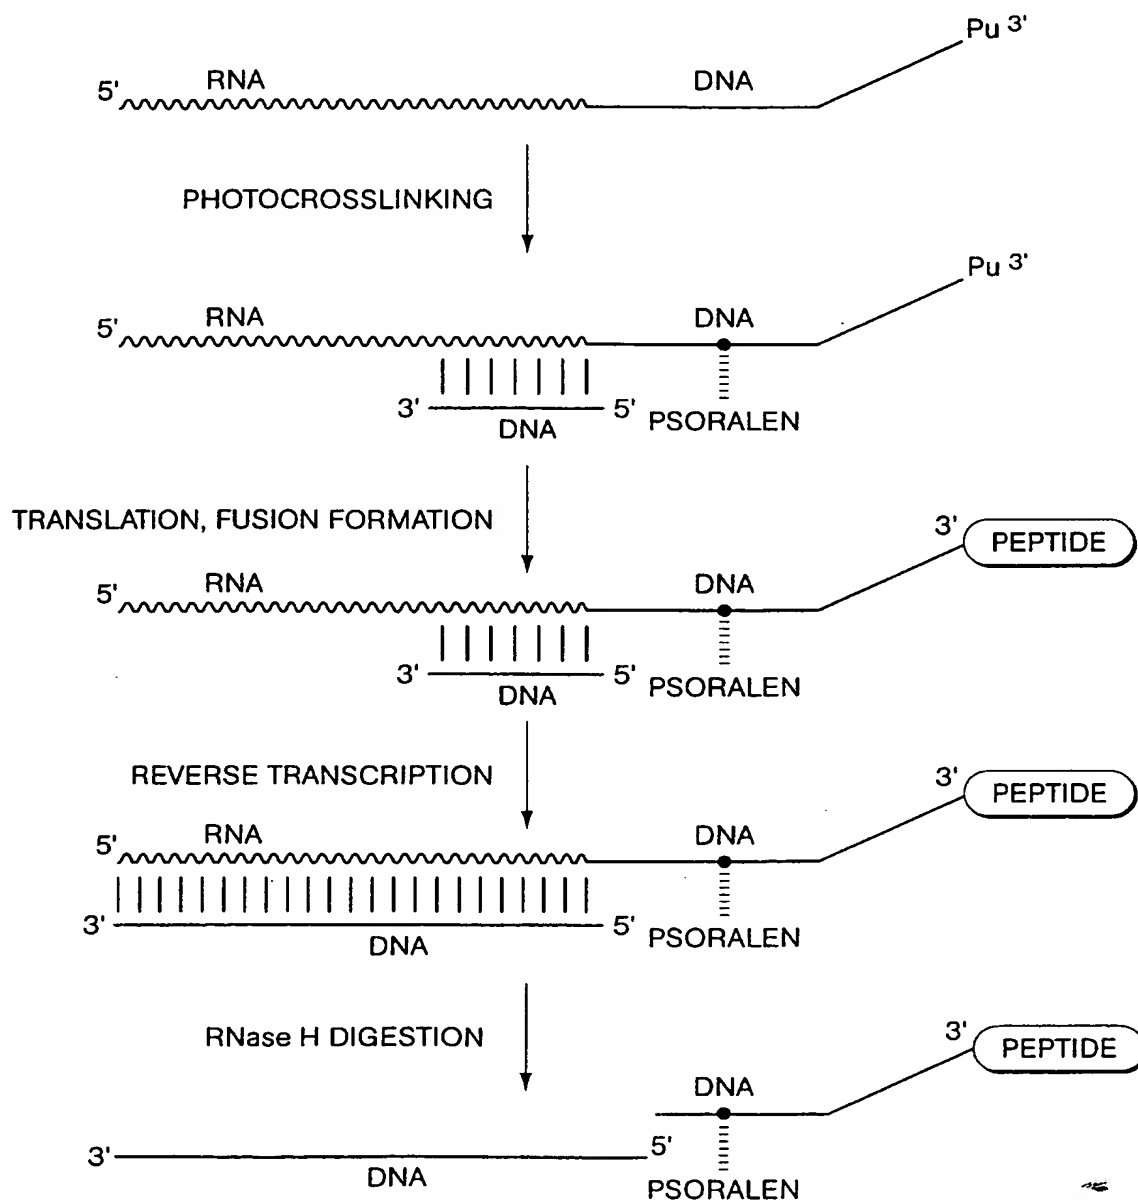 Pu 3'
5' RNA DNA
PHOTOCROSSLINKING
Pu 3'
5' RNA DNA
3' 5' PSORALEN
DNA
TRANSLATION, FUSION FORMATION
3' PEPTIDE
5' RNA DNA
3' 5' PSORALEN
DNA
REVERSE TRANSCRIPTION
3' PEPTIDE
5' RNA DNA
3' 5' PSORALEN
DNA
RNase H DIGESTION
3' PEPTIDE
DNA
3' 5'
DNA PSORALEN